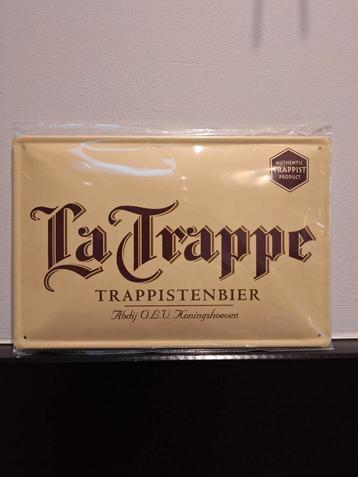 AUTHENTIC
TRAPPIST
PRODUCT
La Trappe
TRAPPISTENBIER
Abdij O.L.V. Koningshoeven